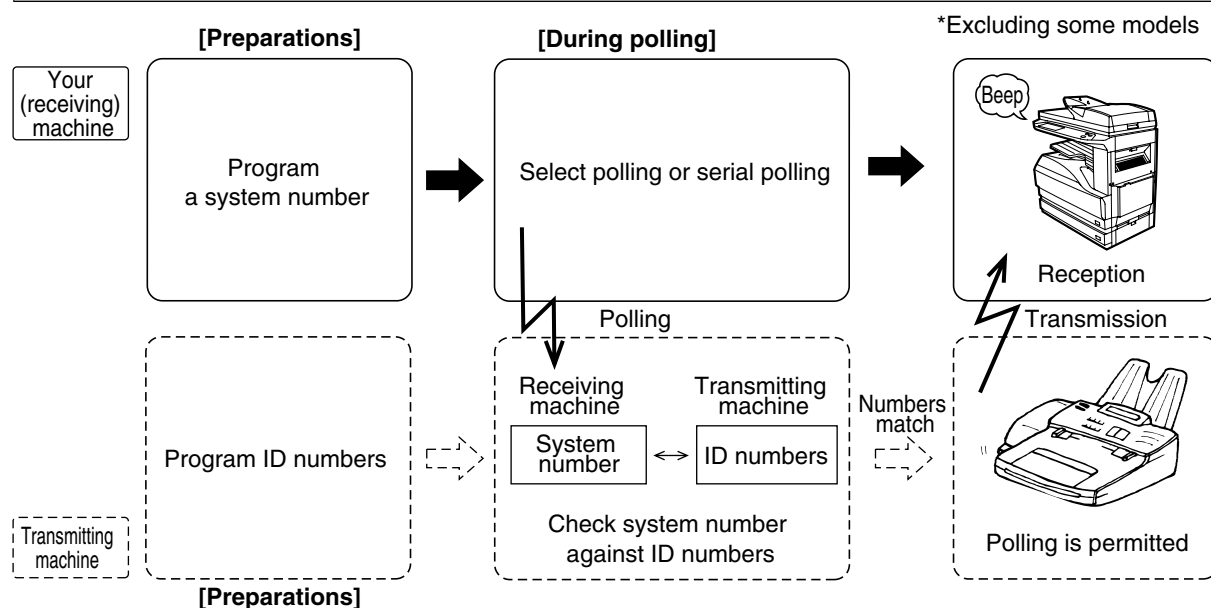 [Preparations]
[During polling]
*Excluding some models
Your
(receiving)
machine
Program
a system number
Select polling or serial polling
Beep
Reception
Polling
Transmission
Program ID numbers
Receiving
machine
System
number
Transmitting
machine
ID numbers
Check system number
against ID numbers
Numbers
match
Polling is permitted
Transmitting
machine
[Preparations]